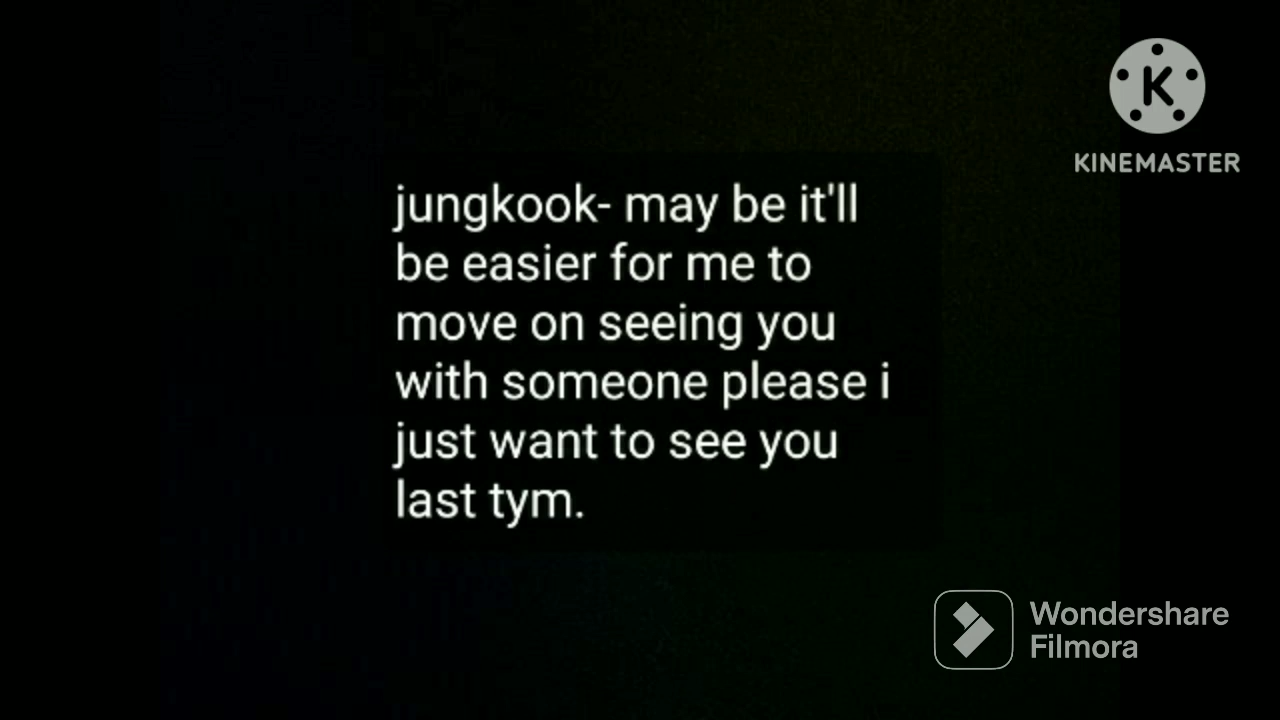 K
KINEMASTER
jungkook- may be it'll
be easier for me to
move on seeing you
with someone please i
just want to see you
last tym.
Wondershare
Filmora